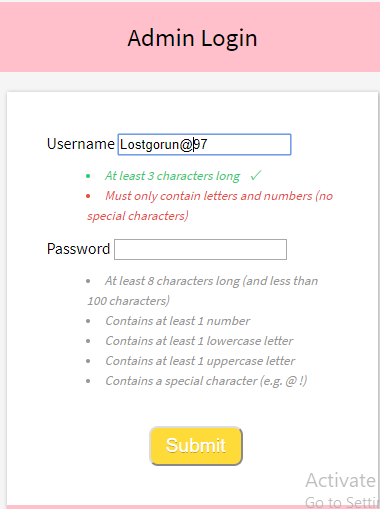 Admin Login
Username Lostgorun@97
At least 3 characters long ✓
Must only contain letters and numbers (no
special characters)
Password
At least 8 characters long (and less than
100 characters)
Contains at least 1 number
Contains at least 1 lowercase letter
Contains at least 1 uppercase letter
Contains a special character (e.g. @ !)
Submit
Activate
Go to